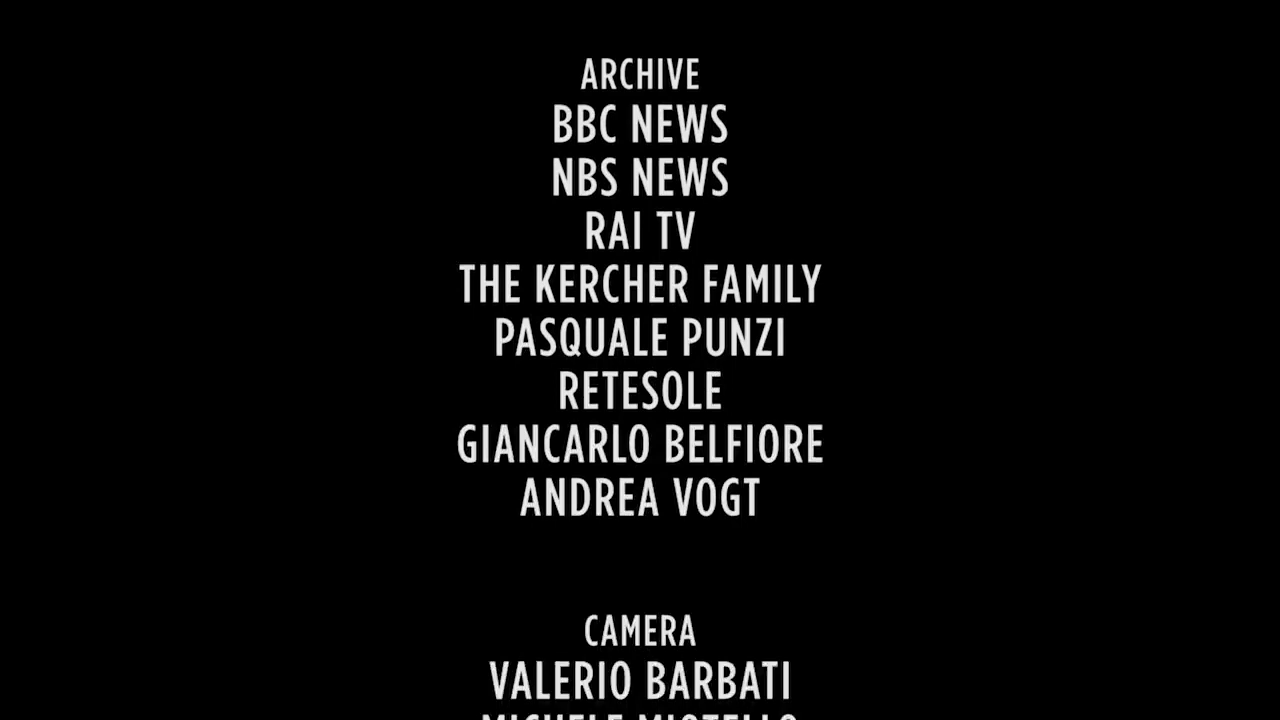 ARCHIVE
BBC NEWS
NBS NEWS
RAI TV
THE KERCHER FAMILY
PASQUALE PUNZI
RETESOLE
GIANCARLO BELFIORE
ANDREA VOGT
CAMERA
VALERIO BARBATI
MICHELE